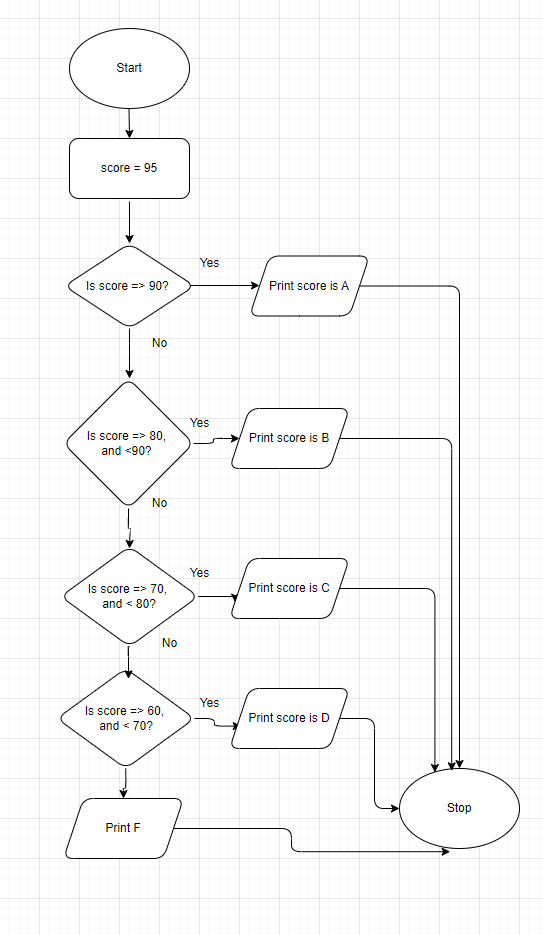 Start
score = 95
Is score => 90?
Yes
Print score is A
No
Is score => 80,
and <90?
Yes
Print score is B
No
Is score => 70,
and < 80?
Yes
Print score is C
No
Is score => 60,
and < 70?
Yes
Print score is D
Print F
Stop